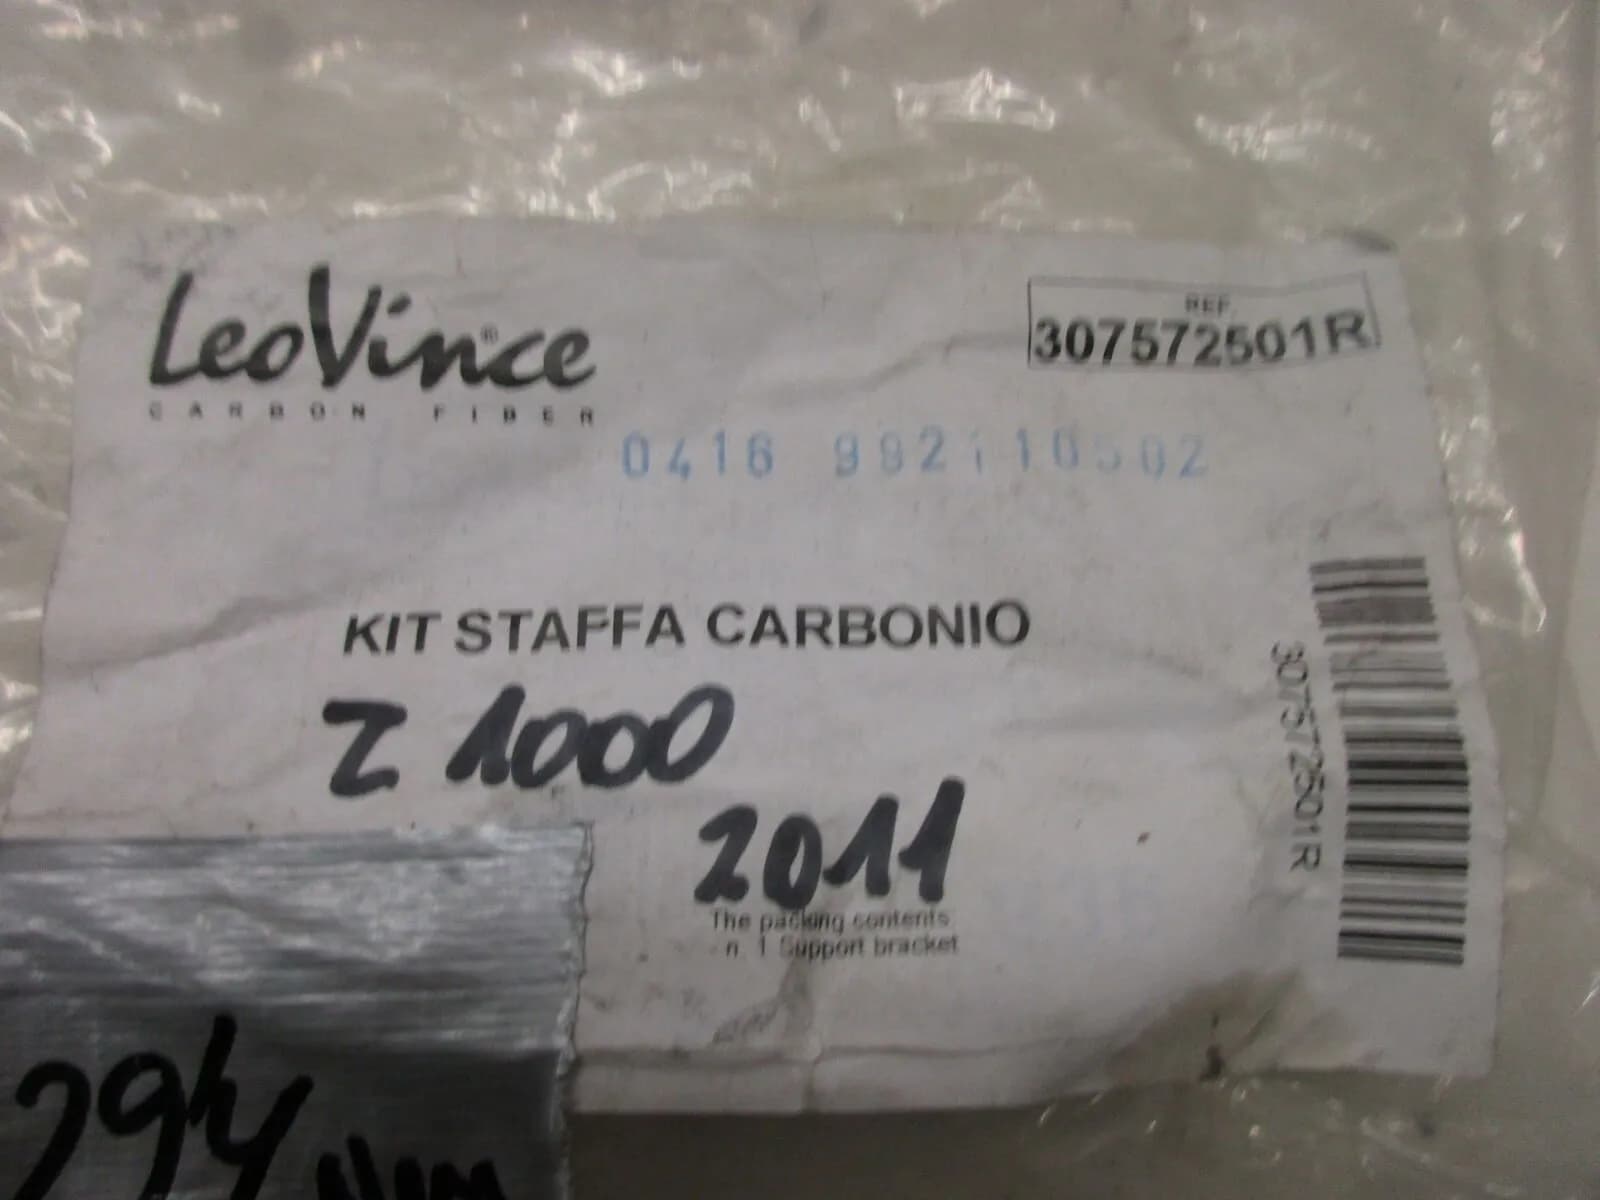 LeoVince®
CARBON FIBER
REF.
307572501R
0416
KIT STAFFA CARBONIO
Z 1000
2011
The packing contents
- n. 1 Support bracket
307572501R